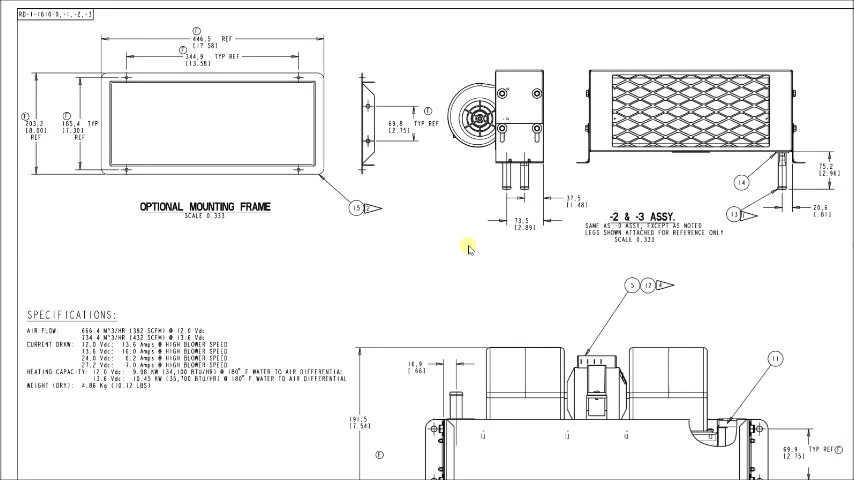 RD-1-1610-0,-1,-2,-3
F
446,5 REF
[17.58]
F
344,9 TYP REF
[13.58]
F
203,2
[8.00]
REF
F
185,4 TYP
[7.30]
REF
F
69,8 TYP REF
[2.75]
OPTIONAL MOUNTING FRAME
SCALE 0.333
15
37,5
[1.48]
73,5
[2.89]
75,2
[2.96]
14
13
20,6
[.81]
-2 & -3 ASSY.
SAME AS -0 ASSY, EXCEPT AS NOTED
LEGS SHOWN ATTACHED FOR REFERENCE ONLY
SCALE 0.333
5 12 4
SPECIFICATIONS:
AIR FLOW: 666.4 M^3/HR (392 SCFM) @ 12.0 Vdc
734.4 M^3/HR (432 SCFM) @ 13.6 Vdc
CURRENT DRAW: 12.0 Vdc: 13.6 Amps @ HIGH BLOWER SPEED
13.6 Vdc: 16.0 Amps @ HIGH BLOWER SPEED
24.0 Vdc: 6.2 Amps @ HIGH BLOWER SPEED
27.2 Vdc: 7.0 Amps @ HIGH BLOWER SPEED
HEATING CAPACITY: 12.0 Vdc: 9.98 KW (34,100 BTU/HR) @ 180° F WATER TO AIR DIFFERENTIAL
13.6 Vdc: 10.45 KW (35,700 BTU/HR) @ 180° F WATER TO AIR DIFFERENTIAL
WEIGHT (DRY): 4.86 Kg (10.72 LBS)
16,9
[.66]
11
191,5
[7.54]
F
69,9 TYP REF F
[2.75]